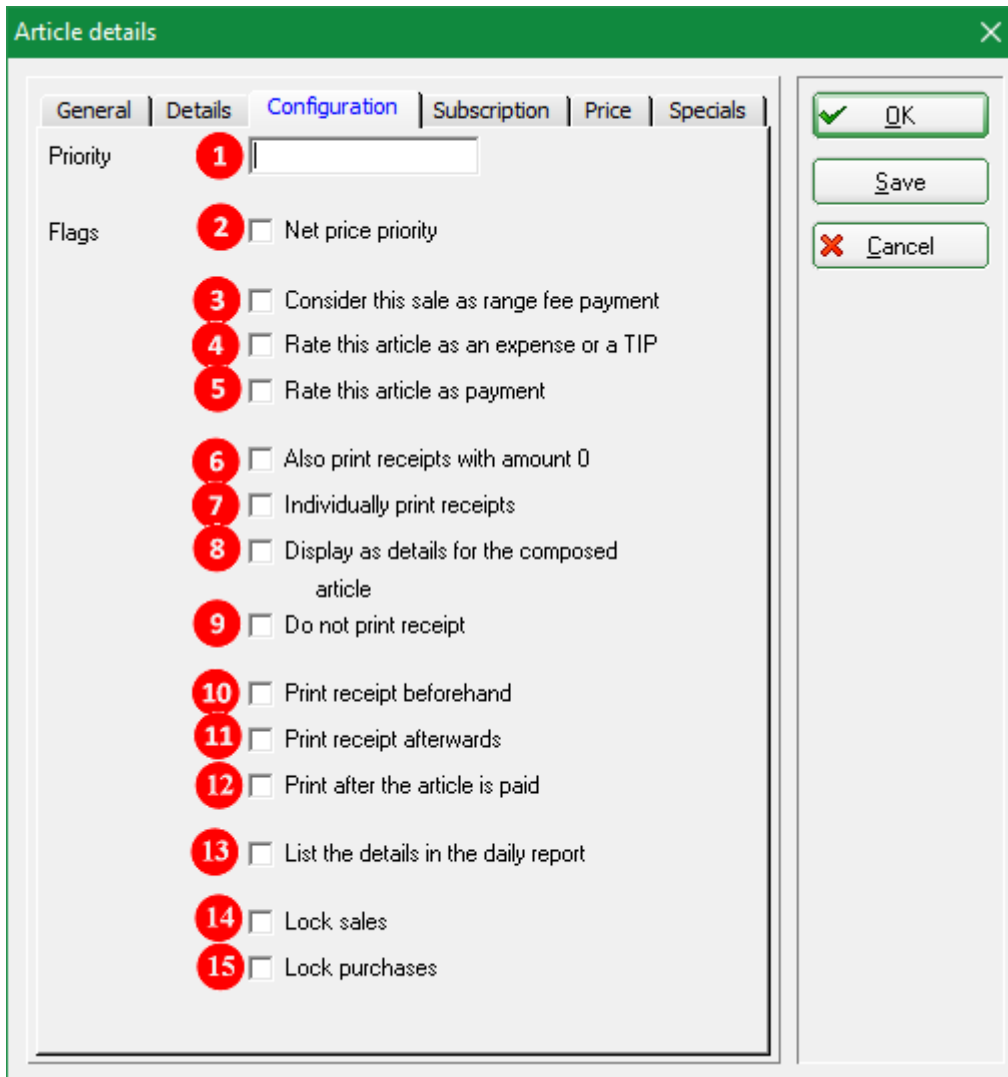 Article details
General Details Configuration Subscription Price Specials
OK
Save
Cancel
Priority 1
Flags 2 Net price priority
3 Consider this sale as range fee payment
4 Rate this article as an expense or a TIP
5 Rate this article as payment
6 Also print receipts with amount 0
7 Individually print receipts
8 Display as details for the composed
article
9 Do not print receipt
10 Print receipt beforehand
11 Print receipt afterwards
12 Print after the article is paid
13 List the details in the daily report
14 Lock sales
15 Lock purchases